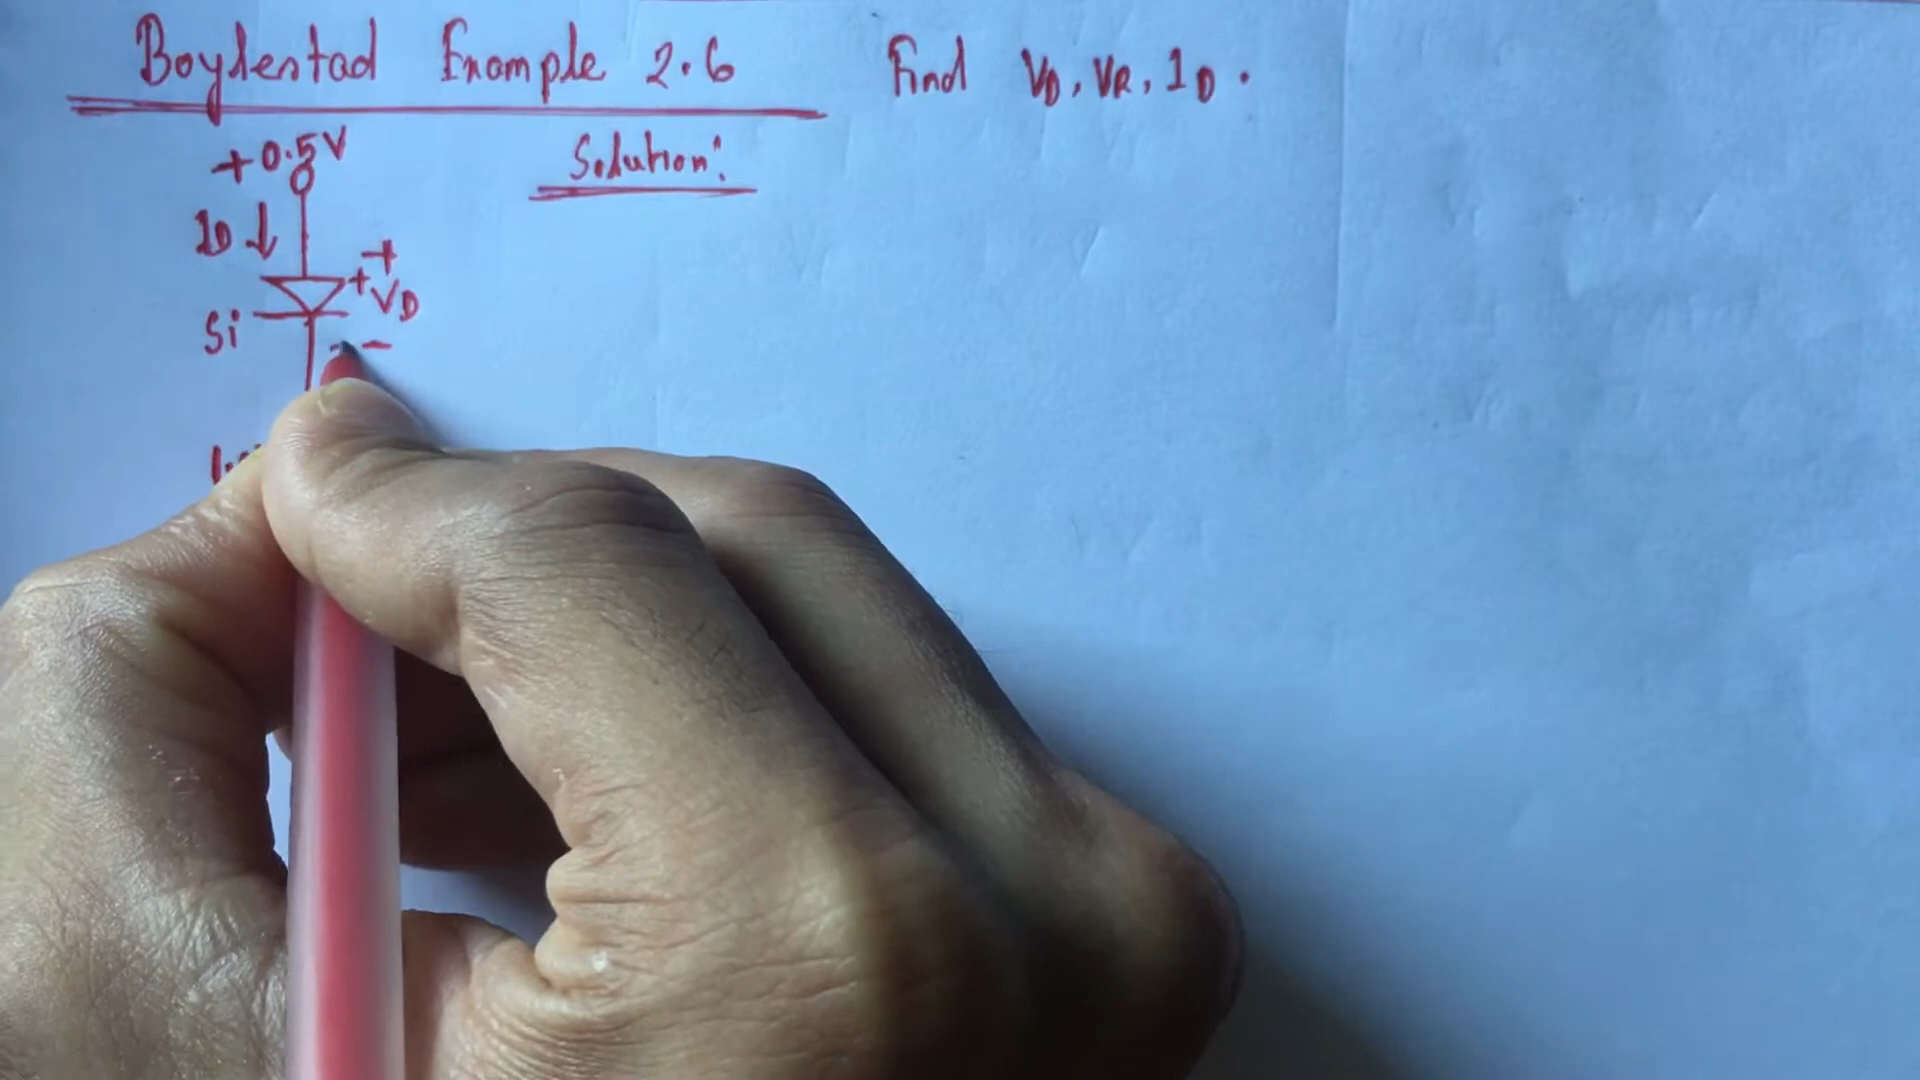 Boylestad Example 2.6
Find VD, VR, ID.
+0.5V
Solution:
ID ↓
+
+
VD
Si
- -